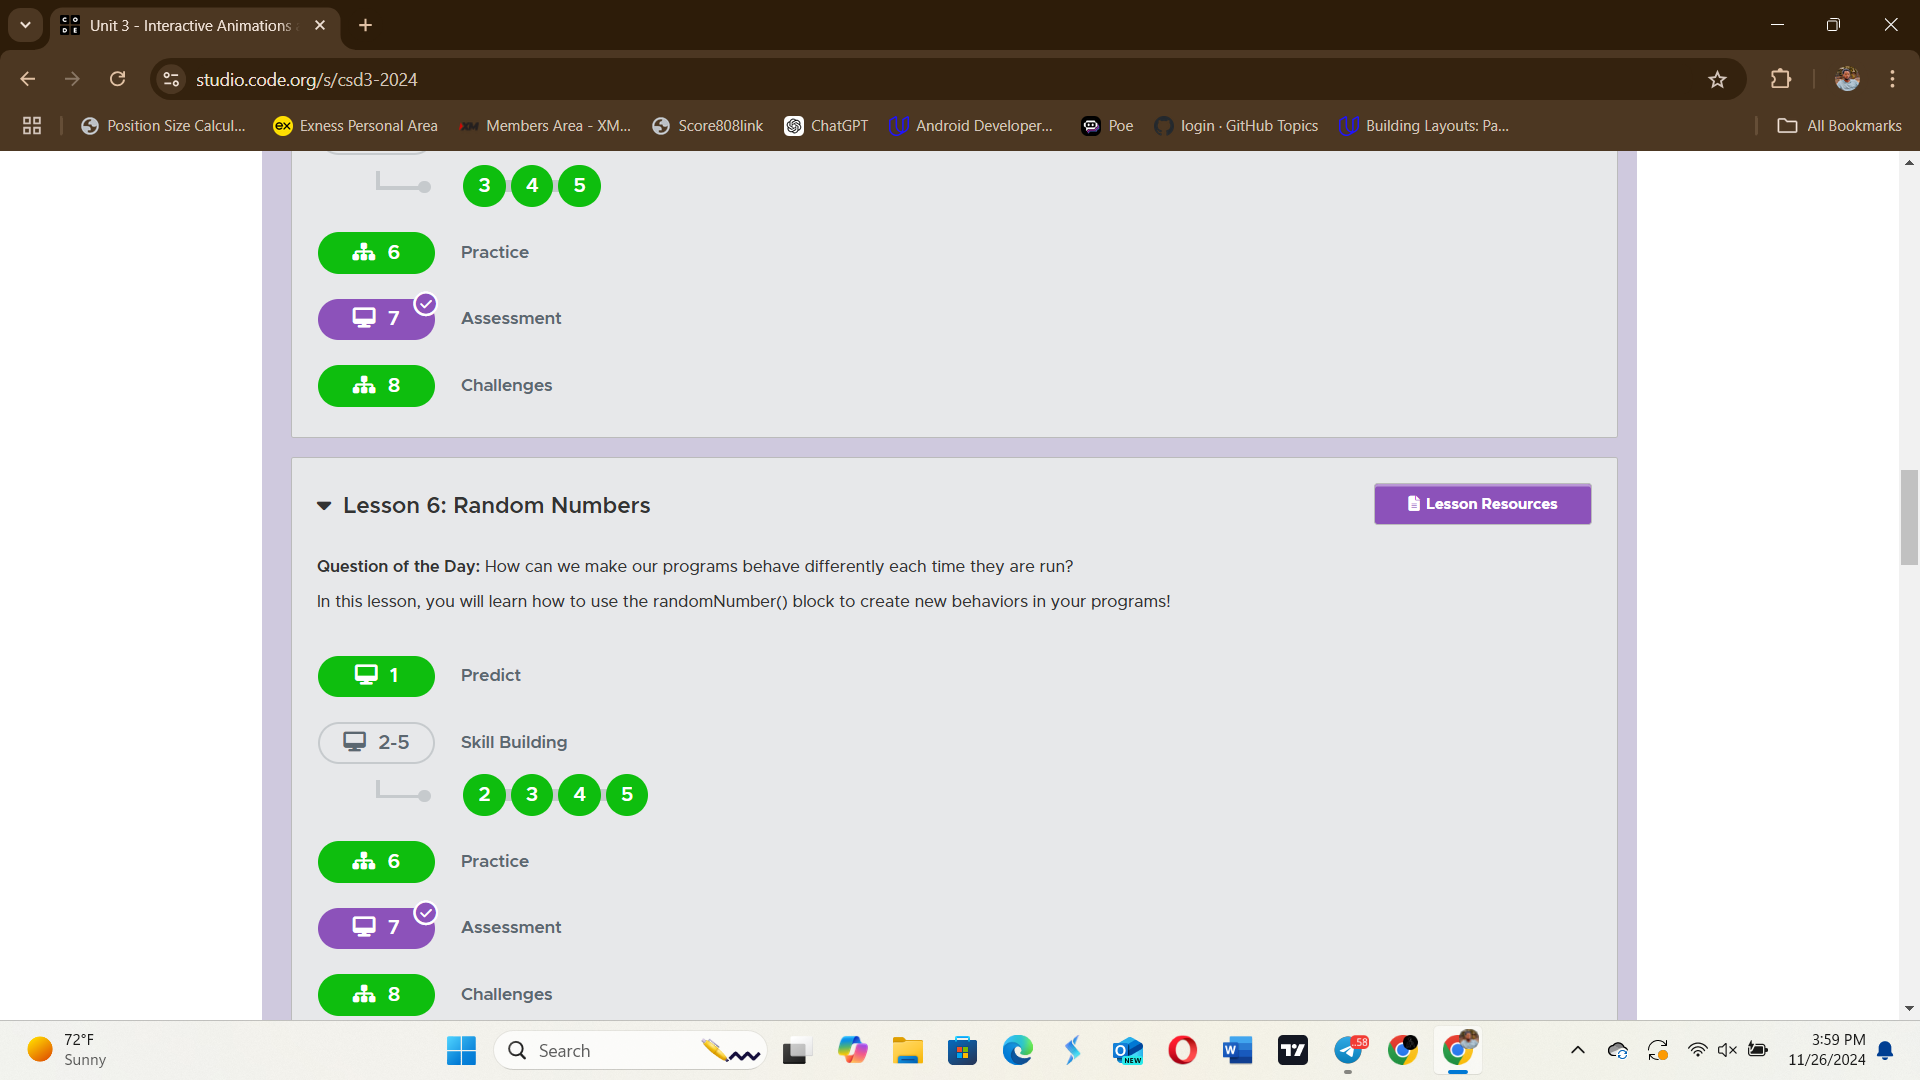 Unit 3 - Interactive Animations
studio.code.org/s/csd3-2024
Position Size Calcul...
Exness Personal Area
Members Area - XM...
Score808link
ChatGPT
Android Developer...
Poe
login · GitHub Topics
Building Layouts: Pa...
All Bookmarks
3 4 5
6 Practice
7 Assessment
8 Challenges
Lesson 6: Random Numbers
Lesson Resources
Question of the Day: How can we make our programs behave differently each time they are run?
In this lesson, you will learn how to use the randomNumber() block to create new behaviors in your programs!
1 Predict
2-5 Skill Building
2 3 4 5
6 Practice
7 Assessment
8 Challenges
72°F
Sunny
Search
NEW
58
3:59 PM
11/26/2024